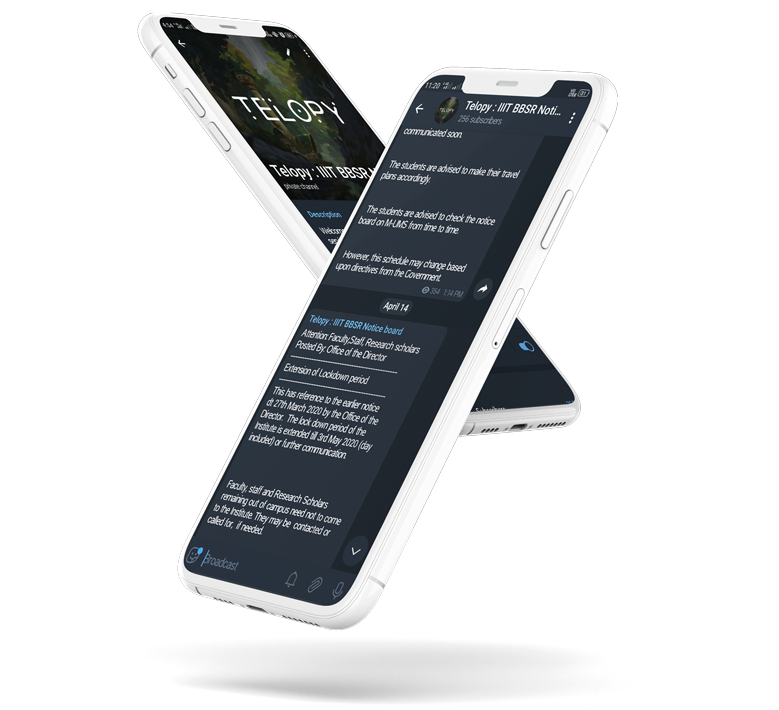 TELOPY
Telopy : IIIT BBSR
private channel
Description
11:20
Telopy : IIIT BBSR Noti...
256 subscribers
communicated soon.
The students are advised to make their travel
plans accordingly.
The students are advised to check the notice
board on M-UMS from time to time.
However, this schedule may change based
upon directives from the Government.
354 1:14 PM
April 14
Telopy : IIIT BBSR Notice board
Attention: Faculty,Staff, Research scholars
Posted By: Office of the Director
Extension of Lockdown period
This has reference to the earlier notice
dt 27th March 2020 by the Office of the
Director. The lock down period of the
Institute is extended till 3rd May 2020 (day
included) or further communication.
Faculty, staff and Research Scholars
remaining out of campus need not to come
to the Institute. They may be contacted or
called for, if needed.
Broadcast